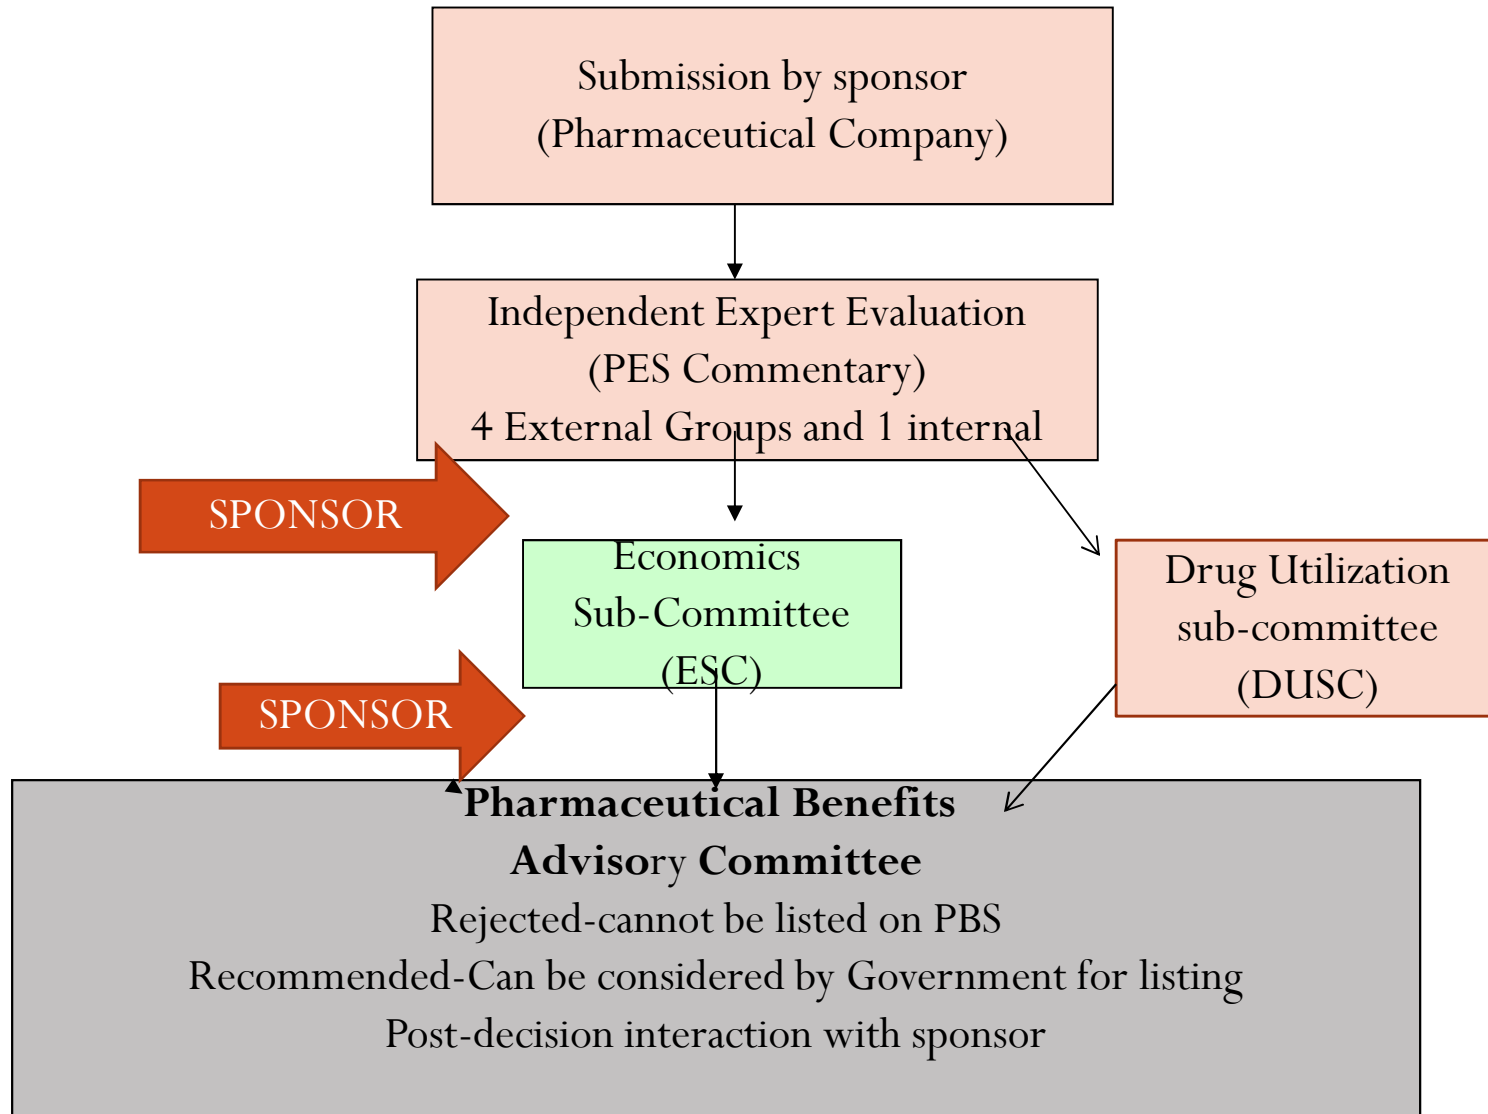 Submission by sponsor
(Pharmaceutical Company)
Independent Expert Evaluation
(PES Commentary)
4 External Groups and 1 internal
SPONSOR
Economics
Sub-Committee
(ESC)
Drug Utilization
sub-committee
(DUSC)
SPONSOR
Pharmaceutical Benefits
Advisory Committee
Rejected-cannot be listed on PBS
Recommended-Can be considered by Government for listing
Post-decision interaction with sponsor